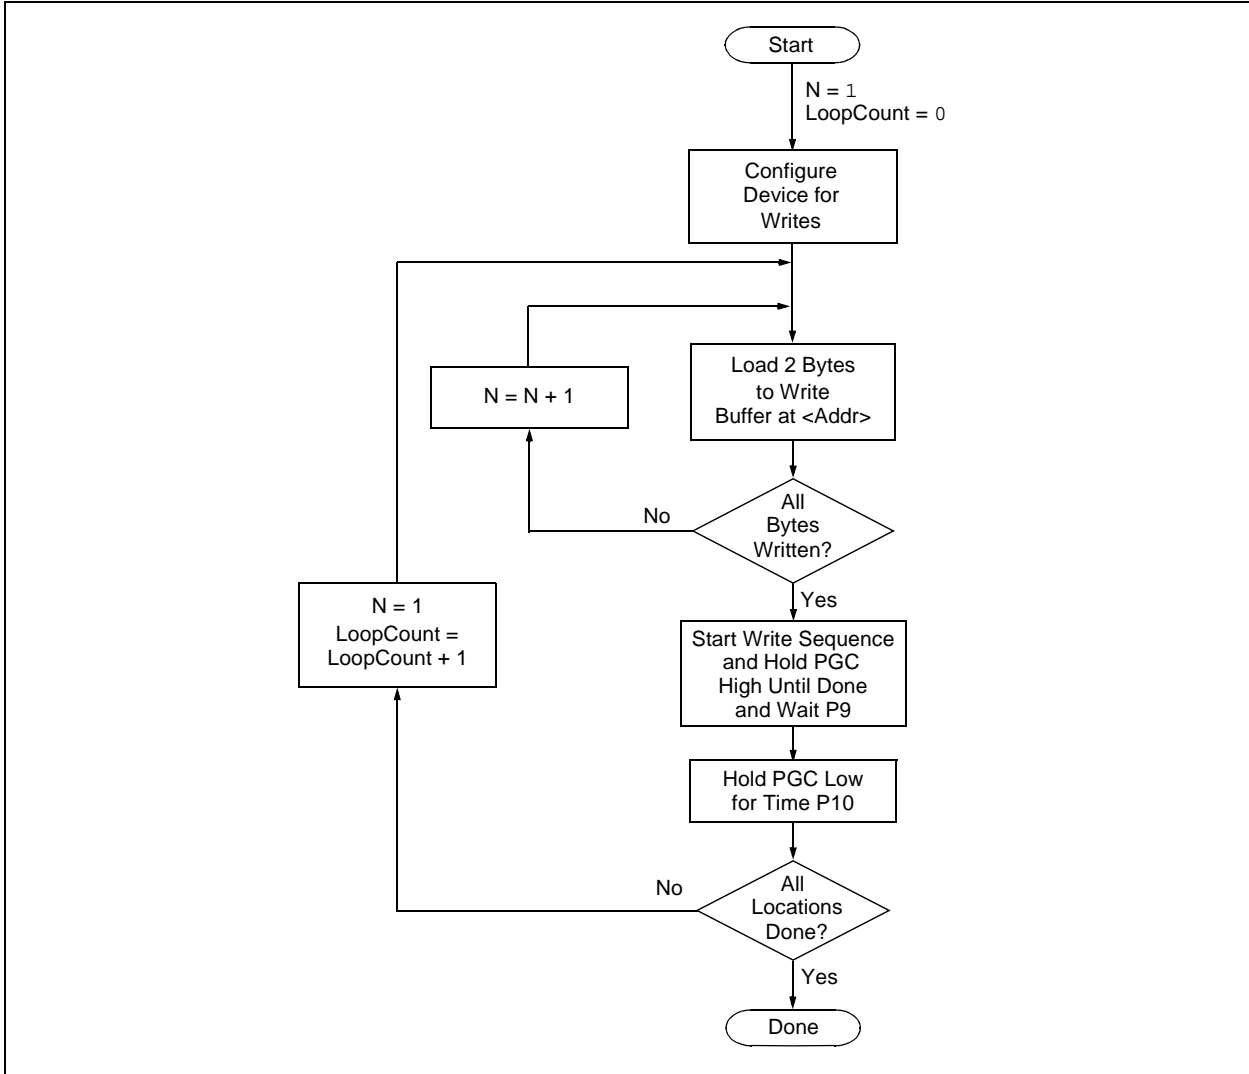 Start
N = 1
LoopCount = 0
Configure
Device for
Writes
Load 2 Bytes
to Write
Buffer at <Addr>
N = N + 1
All
Bytes
Written?
No
Yes
N = 1
LoopCount =
LoopCount + 1
Start Write Sequence
and Hold PGC
High Until Done
and Wait P9
Hold PGC Low
for Time P10
All
Locations
Done?
No
Yes
Done